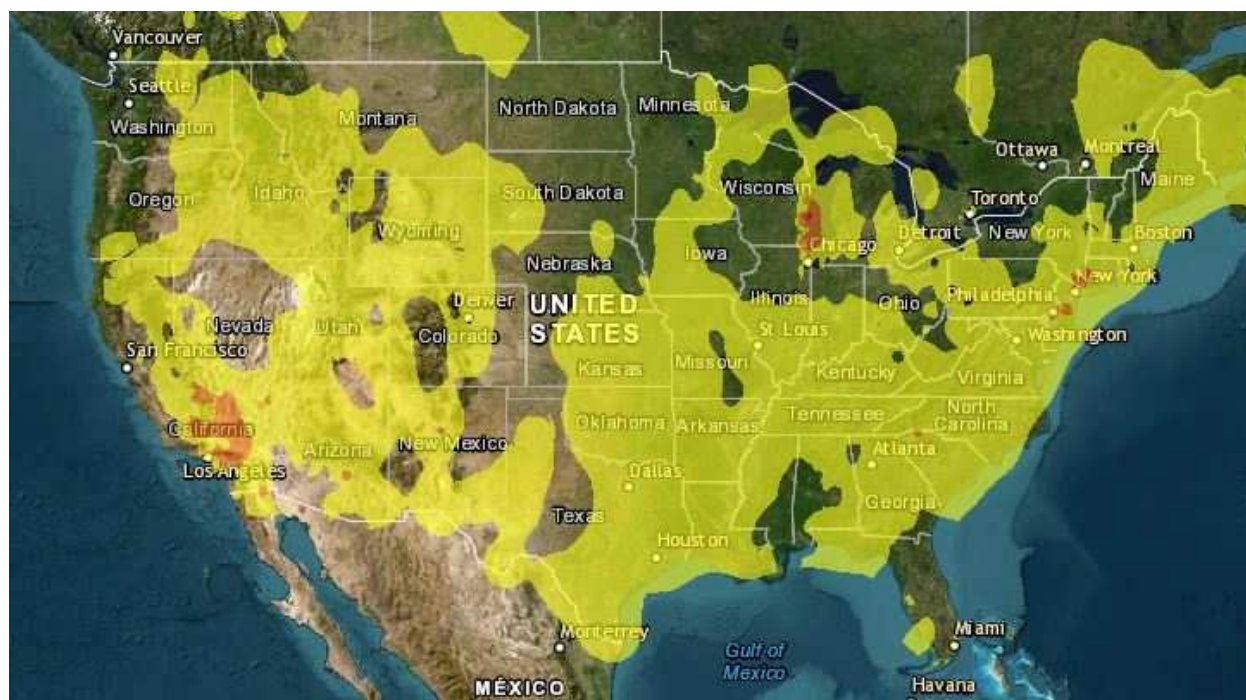 Vancouver
Seattle
Washington
Montana
North Dakota
Minnesota
Ottawa
Montreal
Maine
Oregon
Idaho
South Dakota
Wisconsin
Toronto
Wyoming
Chicago
Detroit
New York
Boston
Nebraska
Iowa
Nevada
Utah
Denver
Colorado
UNITED
STATES
Illinois
Ohio
Philadelphia
New York
San Francisco
Kansas
Missouri
St Louis
Kentucky
Washington
Virginia
California
Los Angeles
Arizona
New Mexico
Oklahoma
Arkansas
Tennessee
North
Carolina
Atlanta
Dallas
Texas
Georgia
Houston
Monterrey
Gulf of
Mexico
Miami
MÉXICO
Havana